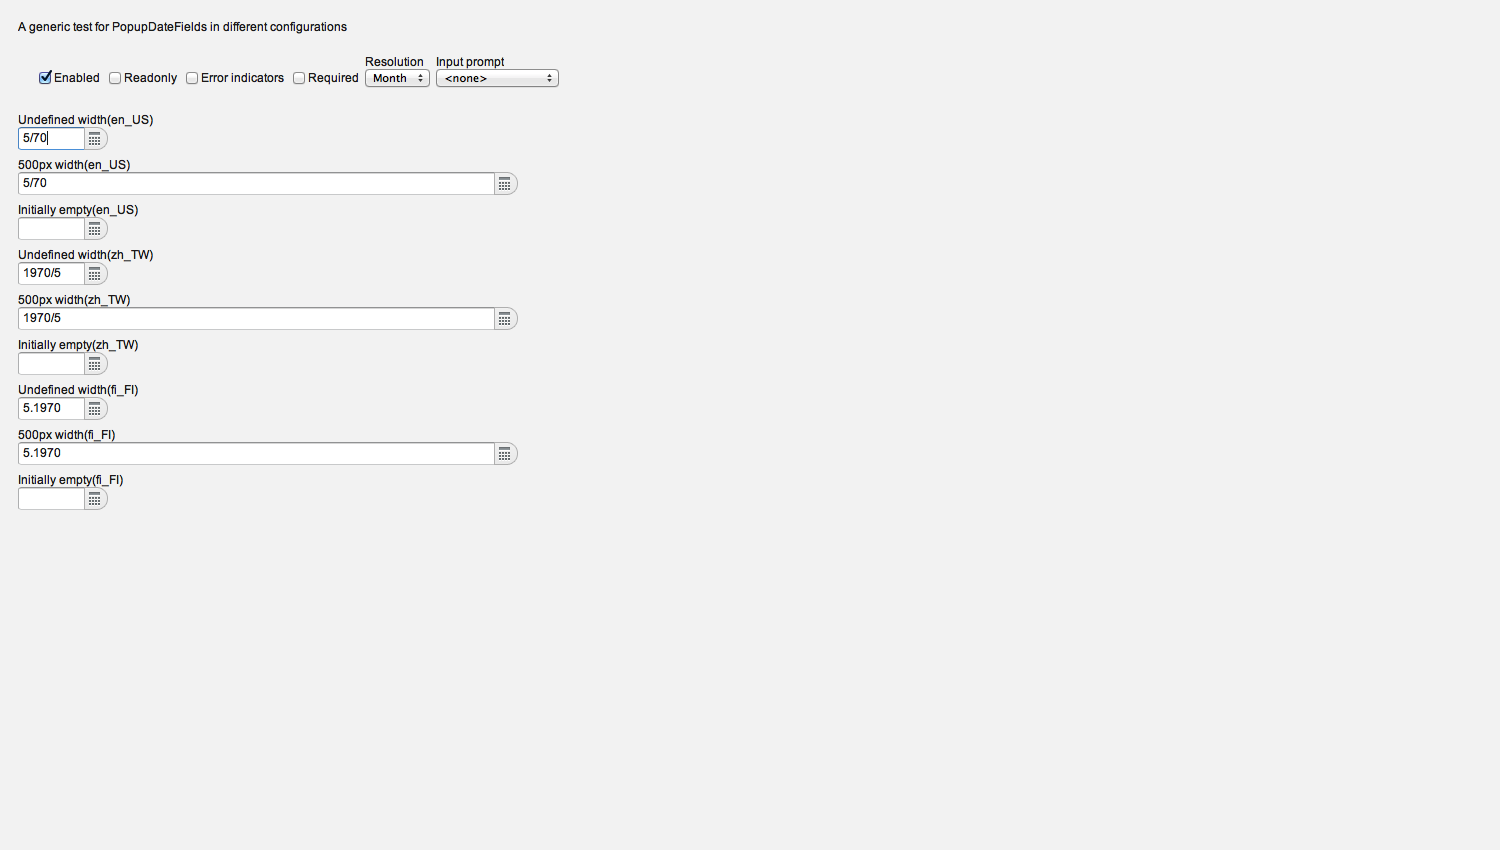 A generic test for PopupDateFields in different configurations
Resolution Input prompt
Enabled Readonly Error indicators Required Month <none>
Undefined width(en_US)
5/70
500px width(en_US)
5/70
Initially empty(en_US)
Undefined width(zh_TW)
1970/5
500px width(zh_TW)
1970/5
Initially empty(zh_TW)
Undefined width(fi_FI)
5.1970
500px width(fi_FI)
5.1970
Initially empty(fi_FI)